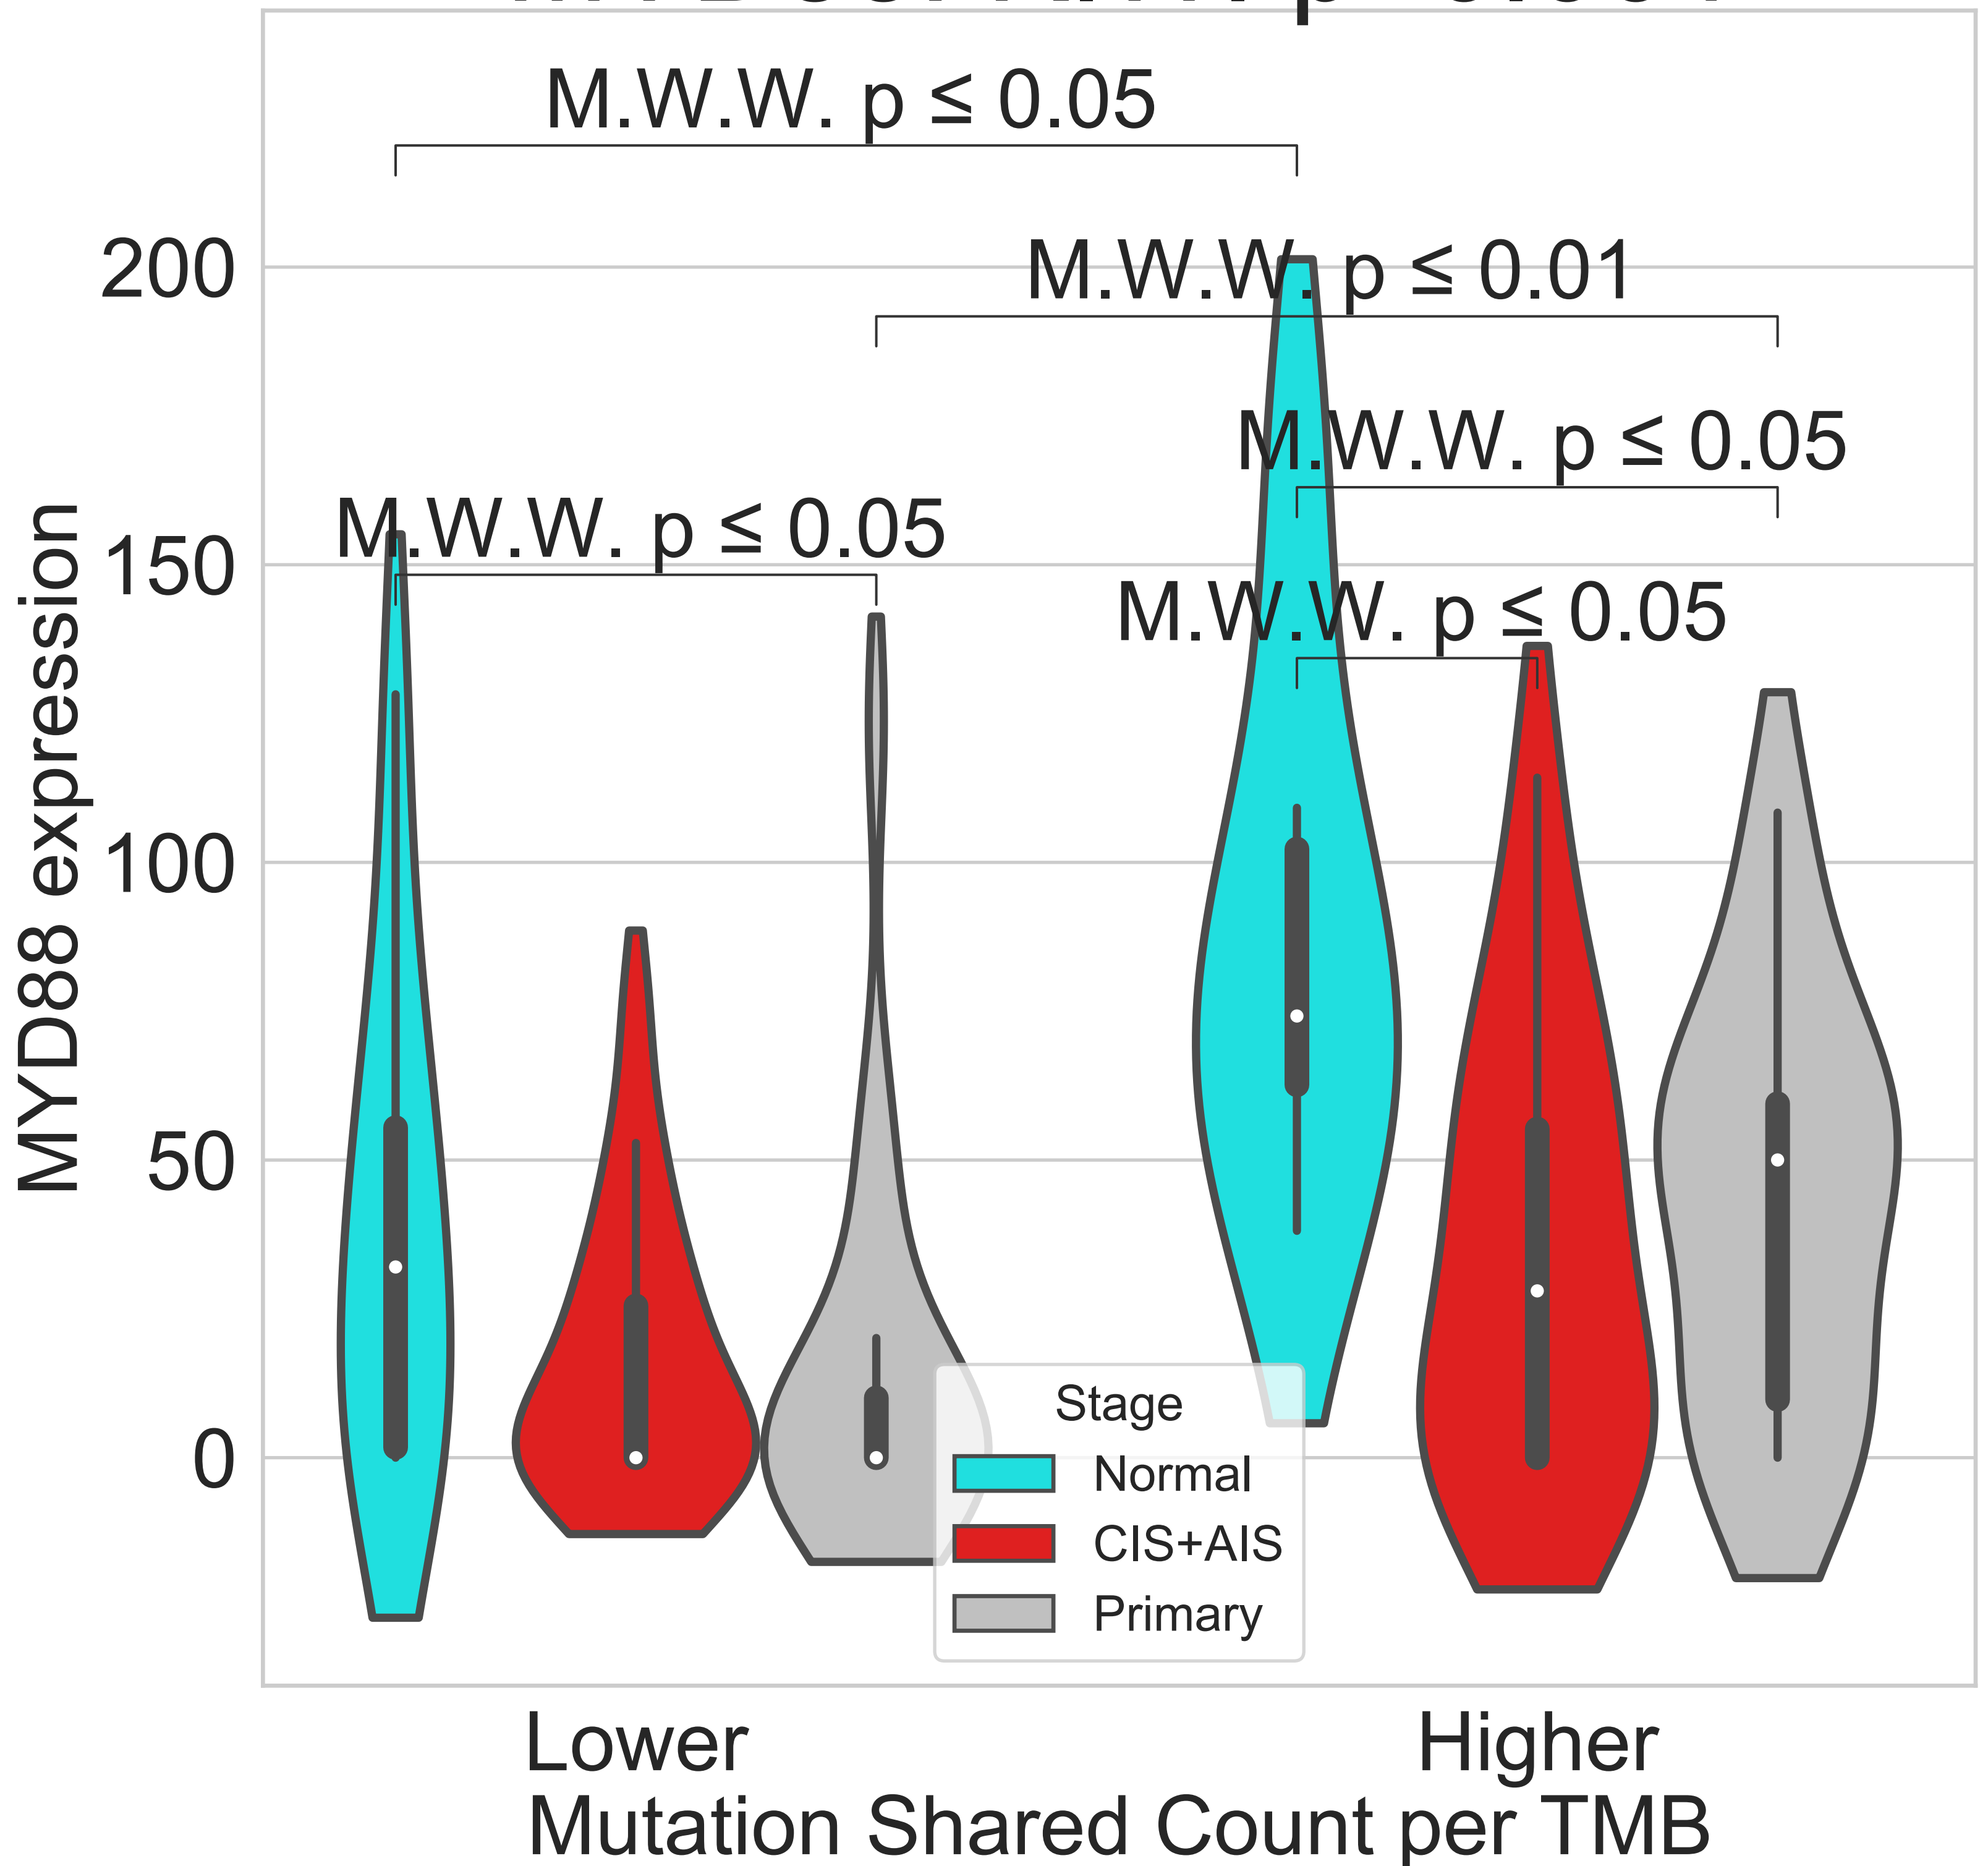 M.W.W. p ≤ 0.05
200
M.W.W. p ≤ 0.01
M.W.W. p ≤ 0.05
M.W.W. p ≤ 0.05
150
M.W.W. p ≤ 0.05
100
50
0
MYD88 expression
Stage
Normal
CIS+AIS
Primary
Lower
Higher
Mutation Shared Count per TMB